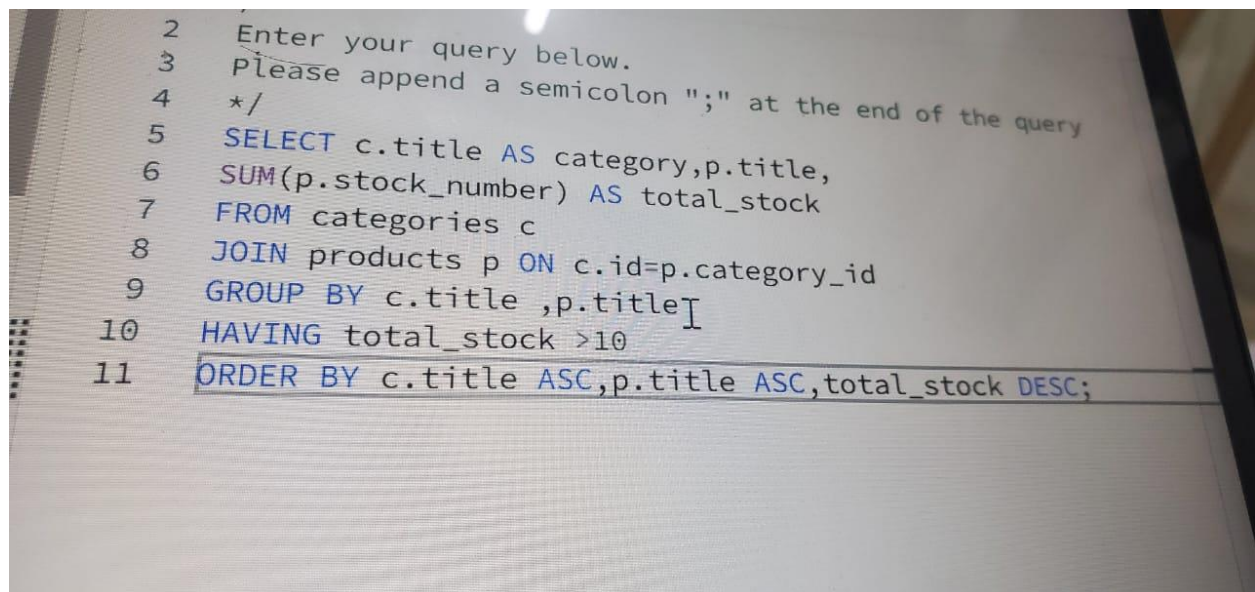 2 Enter your query below.
3 Please append a semicolon ";" at the end of the query
4 */
5 SELECT c.title AS category,p.title,
6 SUM(p.stock_number) AS total_stock
7 FROM categories c
8 JOIN products p ON c.id=p.category_id
9 GROUP BY c.title ,p.title
10 HAVING total_stock >10
11 ORDER BY c.title ASC,p.title ASC,total_stock DESC;